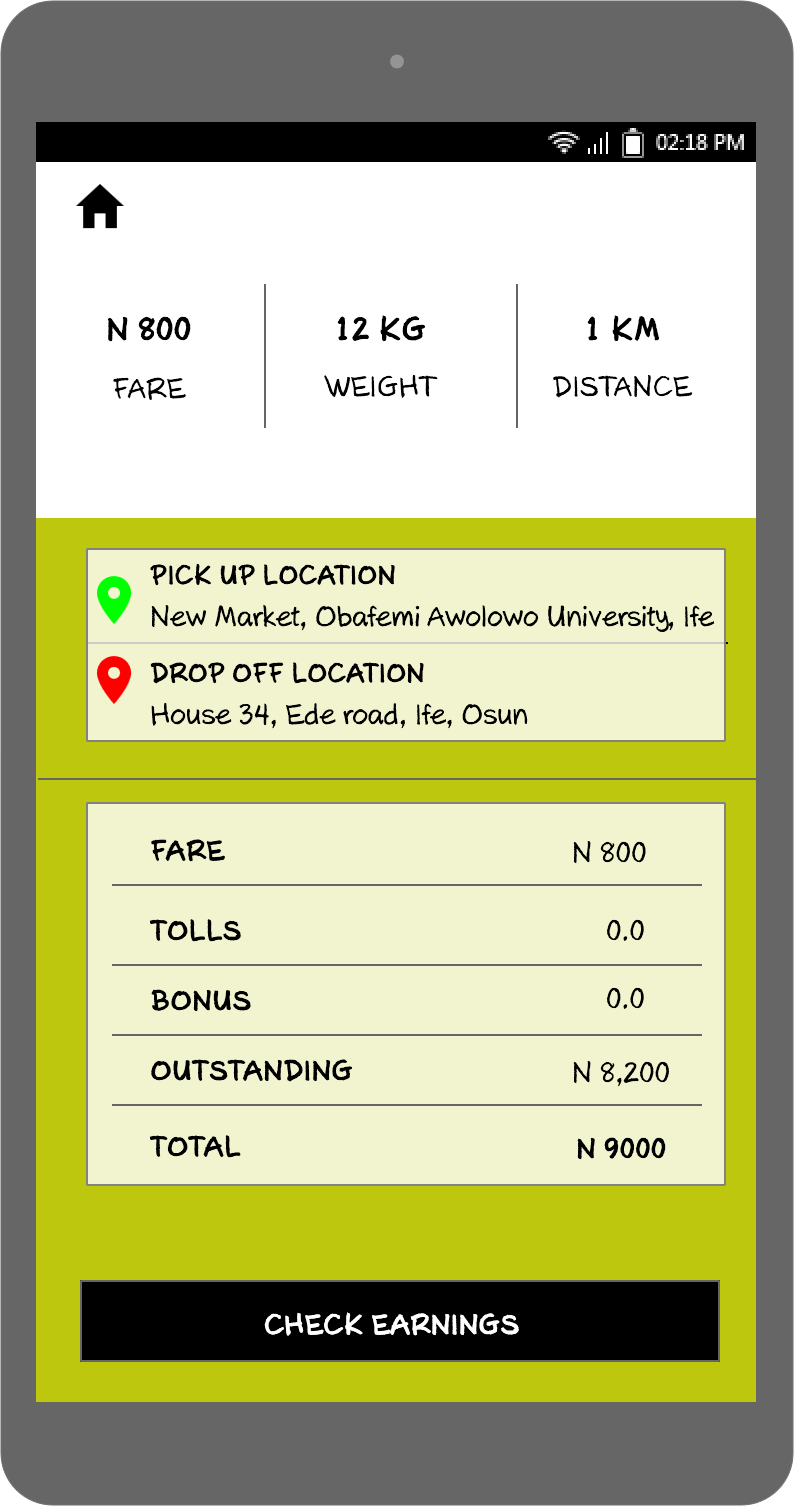 02:18 PM
N 800
12 KG
1 KM
FARE
WEIGHT
DISTANCE
PICK UP LOCATION
New Market, Obafemi Awolowo University, Ife
DROP OFF LOCATION
House 34, Ede road, Ife, Osun
FARE N 800
TOLLS 0.0
BONUS 0.0
OUTSTANDING N 8,200
TOTAL N 9000
CHECK EARNINGS